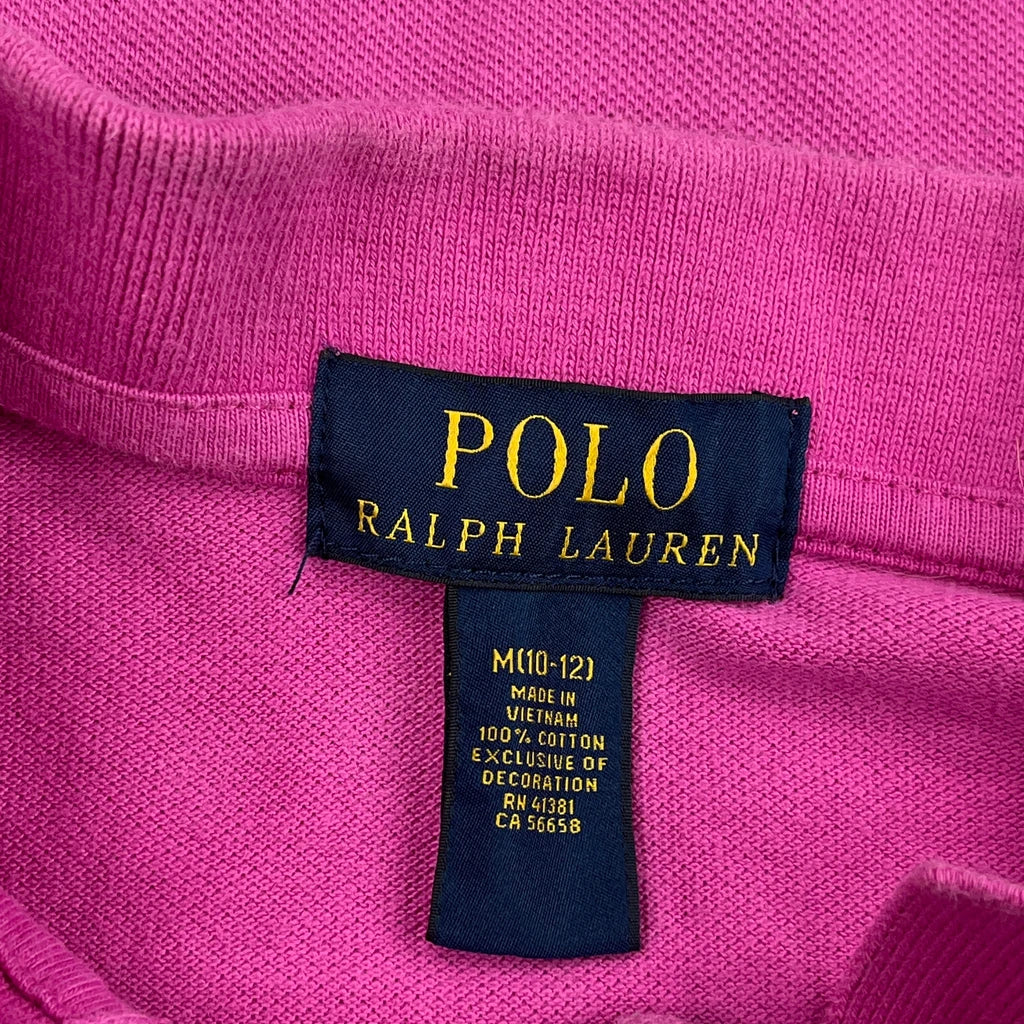 POLO
RALPH LAUREN
M(10-12)
MADE IN
VIETNAM
100% COTTON
EXCLUSIVE OF
DECORATION
RN 41381
CA 56658